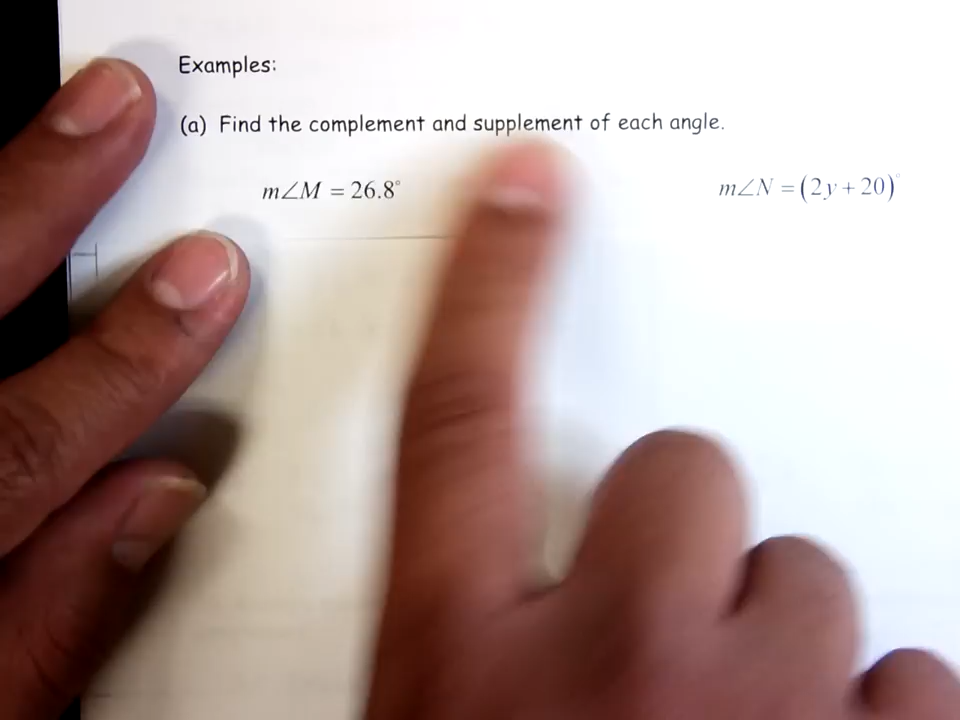 Examples:
(a) Find the complement and supplement of each angle.
m∠M = 26.8° m∠N = (2y + 20)°